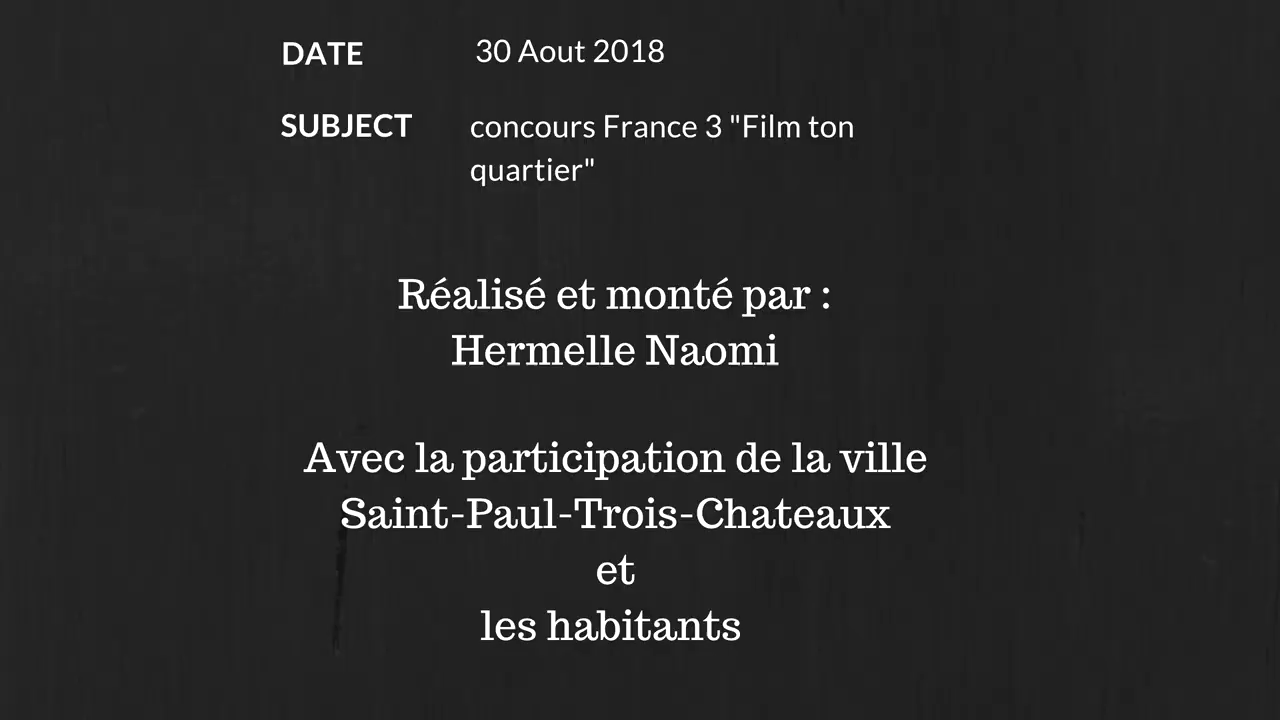 DATE 30 Aout 2018
SUBJECT concours France 3 "Film ton
quartier"
Réalisé et monté par :
Hermelle Naomi
Avec la participation de la ville
Saint-Paul-Trois-Chateaux
et
les habitants